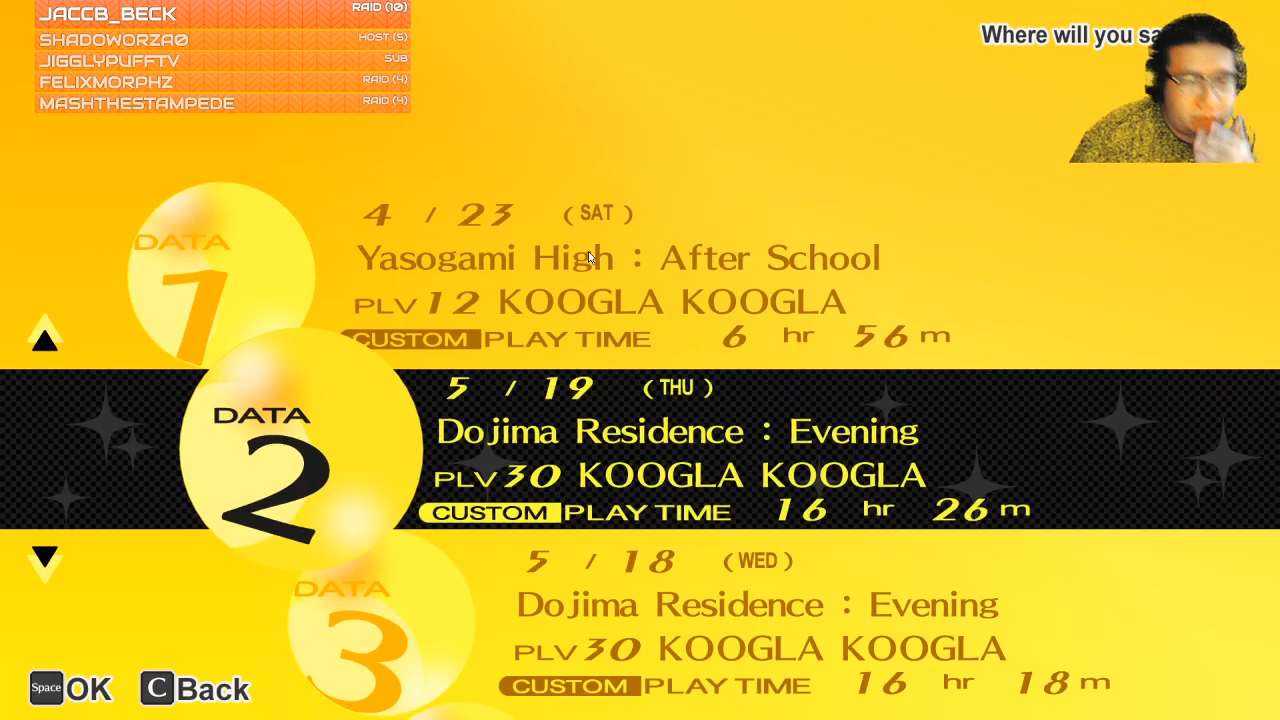 JACCB_BECK RAID (10)
SHADOWORZA0 HOST (5)
JIGGLYPUFFTV SUB
FELIXMORPHZ RAID (4)
MASHTHESTAMPEDE RAID (4)
Where will you
4 / 23 (SAT)
DATA 1
Yasogami High : After School
PLV 12 KOOGLA KOOGLA
CUSTOM PLAY TIME 6 hr 56 m
5 / 19 (THU)
DATA 2
Dojima Residence : Evening
PLV 30 KOOGLA KOOGLA
CUSTOM PLAY TIME 16 hr 26 m
5 / 18 (WED)
DATA 3
Dojima Residence : Evening
PLV 30 KOOGLA KOOGLA
CUSTOM PLAY TIME 16 hr 18 m
Space OK C Back